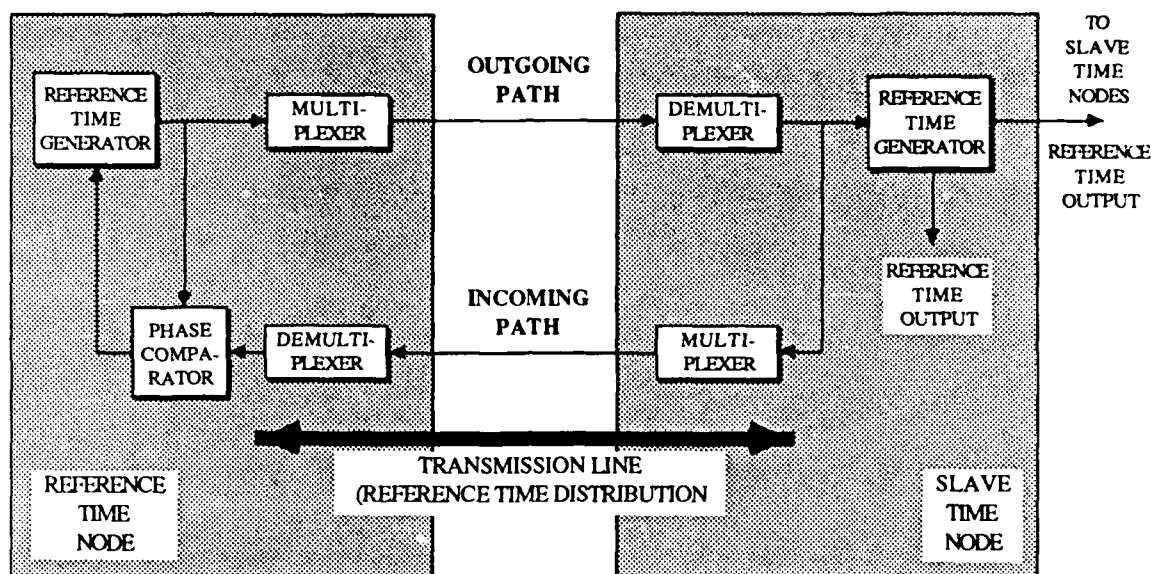 REFERENCE
TIME
GENERATOR
MULTI-
PLEXER
OUTGOING
PATH
DEMULTI-
PLEXER
REFERENCE
TIME
GENERATOR
TO
SLAVE
TIME
NODES
REFERENCE
TIME
OUTPUT
REFERENCE
TIME
OUTPUT
PHASE
COMPA-
RATOR
DEMULTI-
PLEXER
INCOMING
PATH
MULTI-
PLEXER
TRANSMISSION LINE
(REFERENCE TIME DISTRIBUTION
REFERENCE
TIME
NODE
SLAVE
TIME
NODE